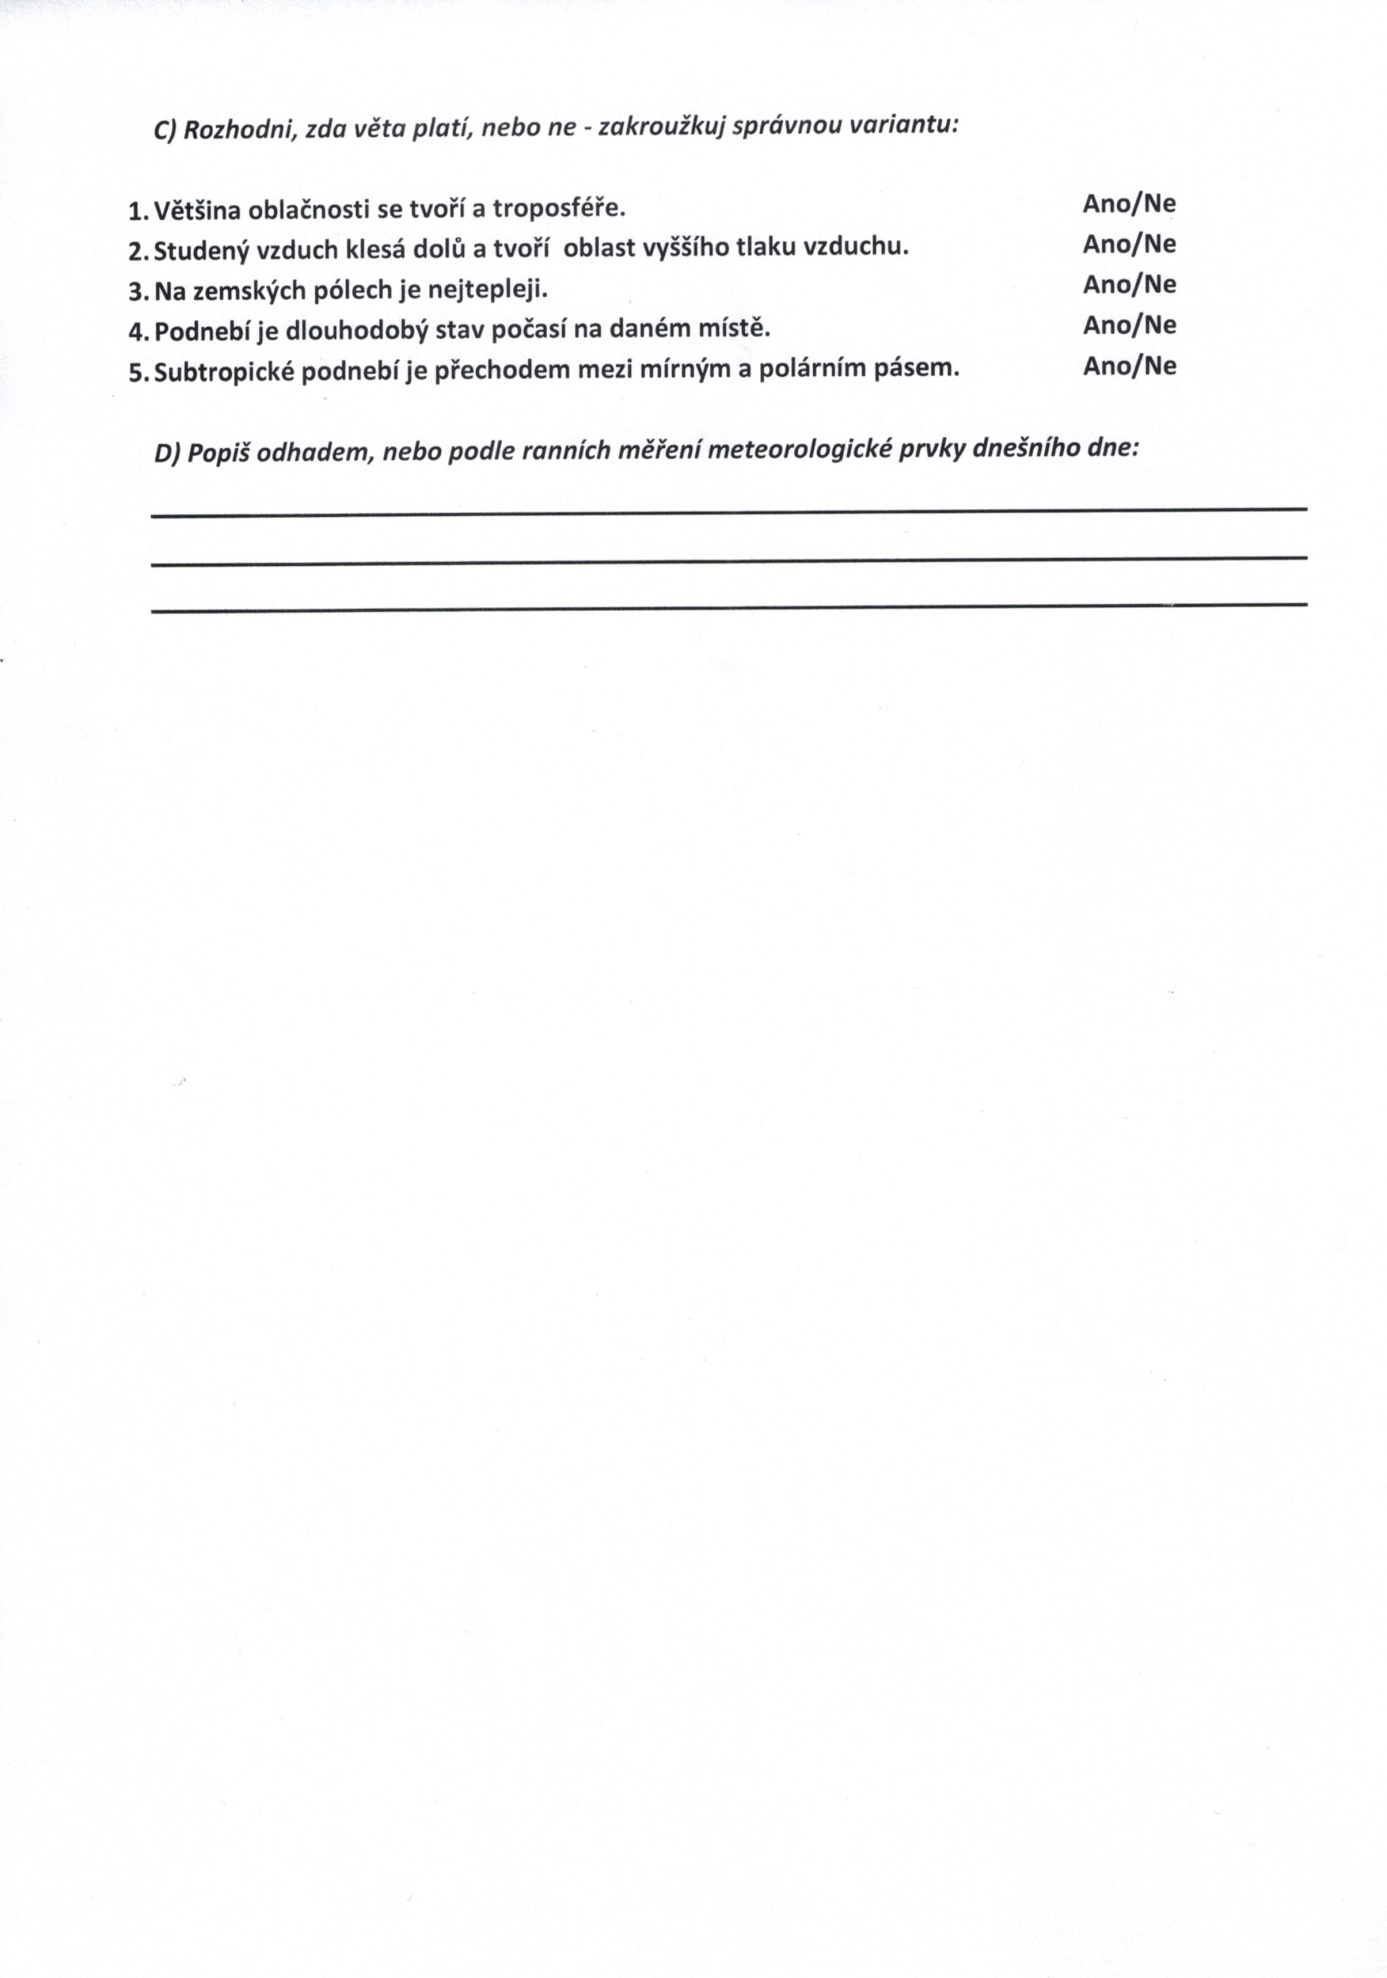 C) Rozhodni, zda věta platí, nebo ne - zakroužkuj správnou variantu:
1. Většina oblačnosti se tvoří a troposféře. Ano/Ne
2. Studený vzduch klesá dolů a tvoří  oblast vyššího tlaku vzduchu. Ano/Ne
3. Na zemských pólech je nejtepleji. Ano/Ne
4. Podnebí je dlouhodobý stav počasí na daném místě. Ano/Ne
5. Subtropické podnebí je přechodem mezi mírným a polárním pásem. Ano/Ne
D) Popiš odhadem, nebo podle ranních měření meteorologické prvky dnešního dne: